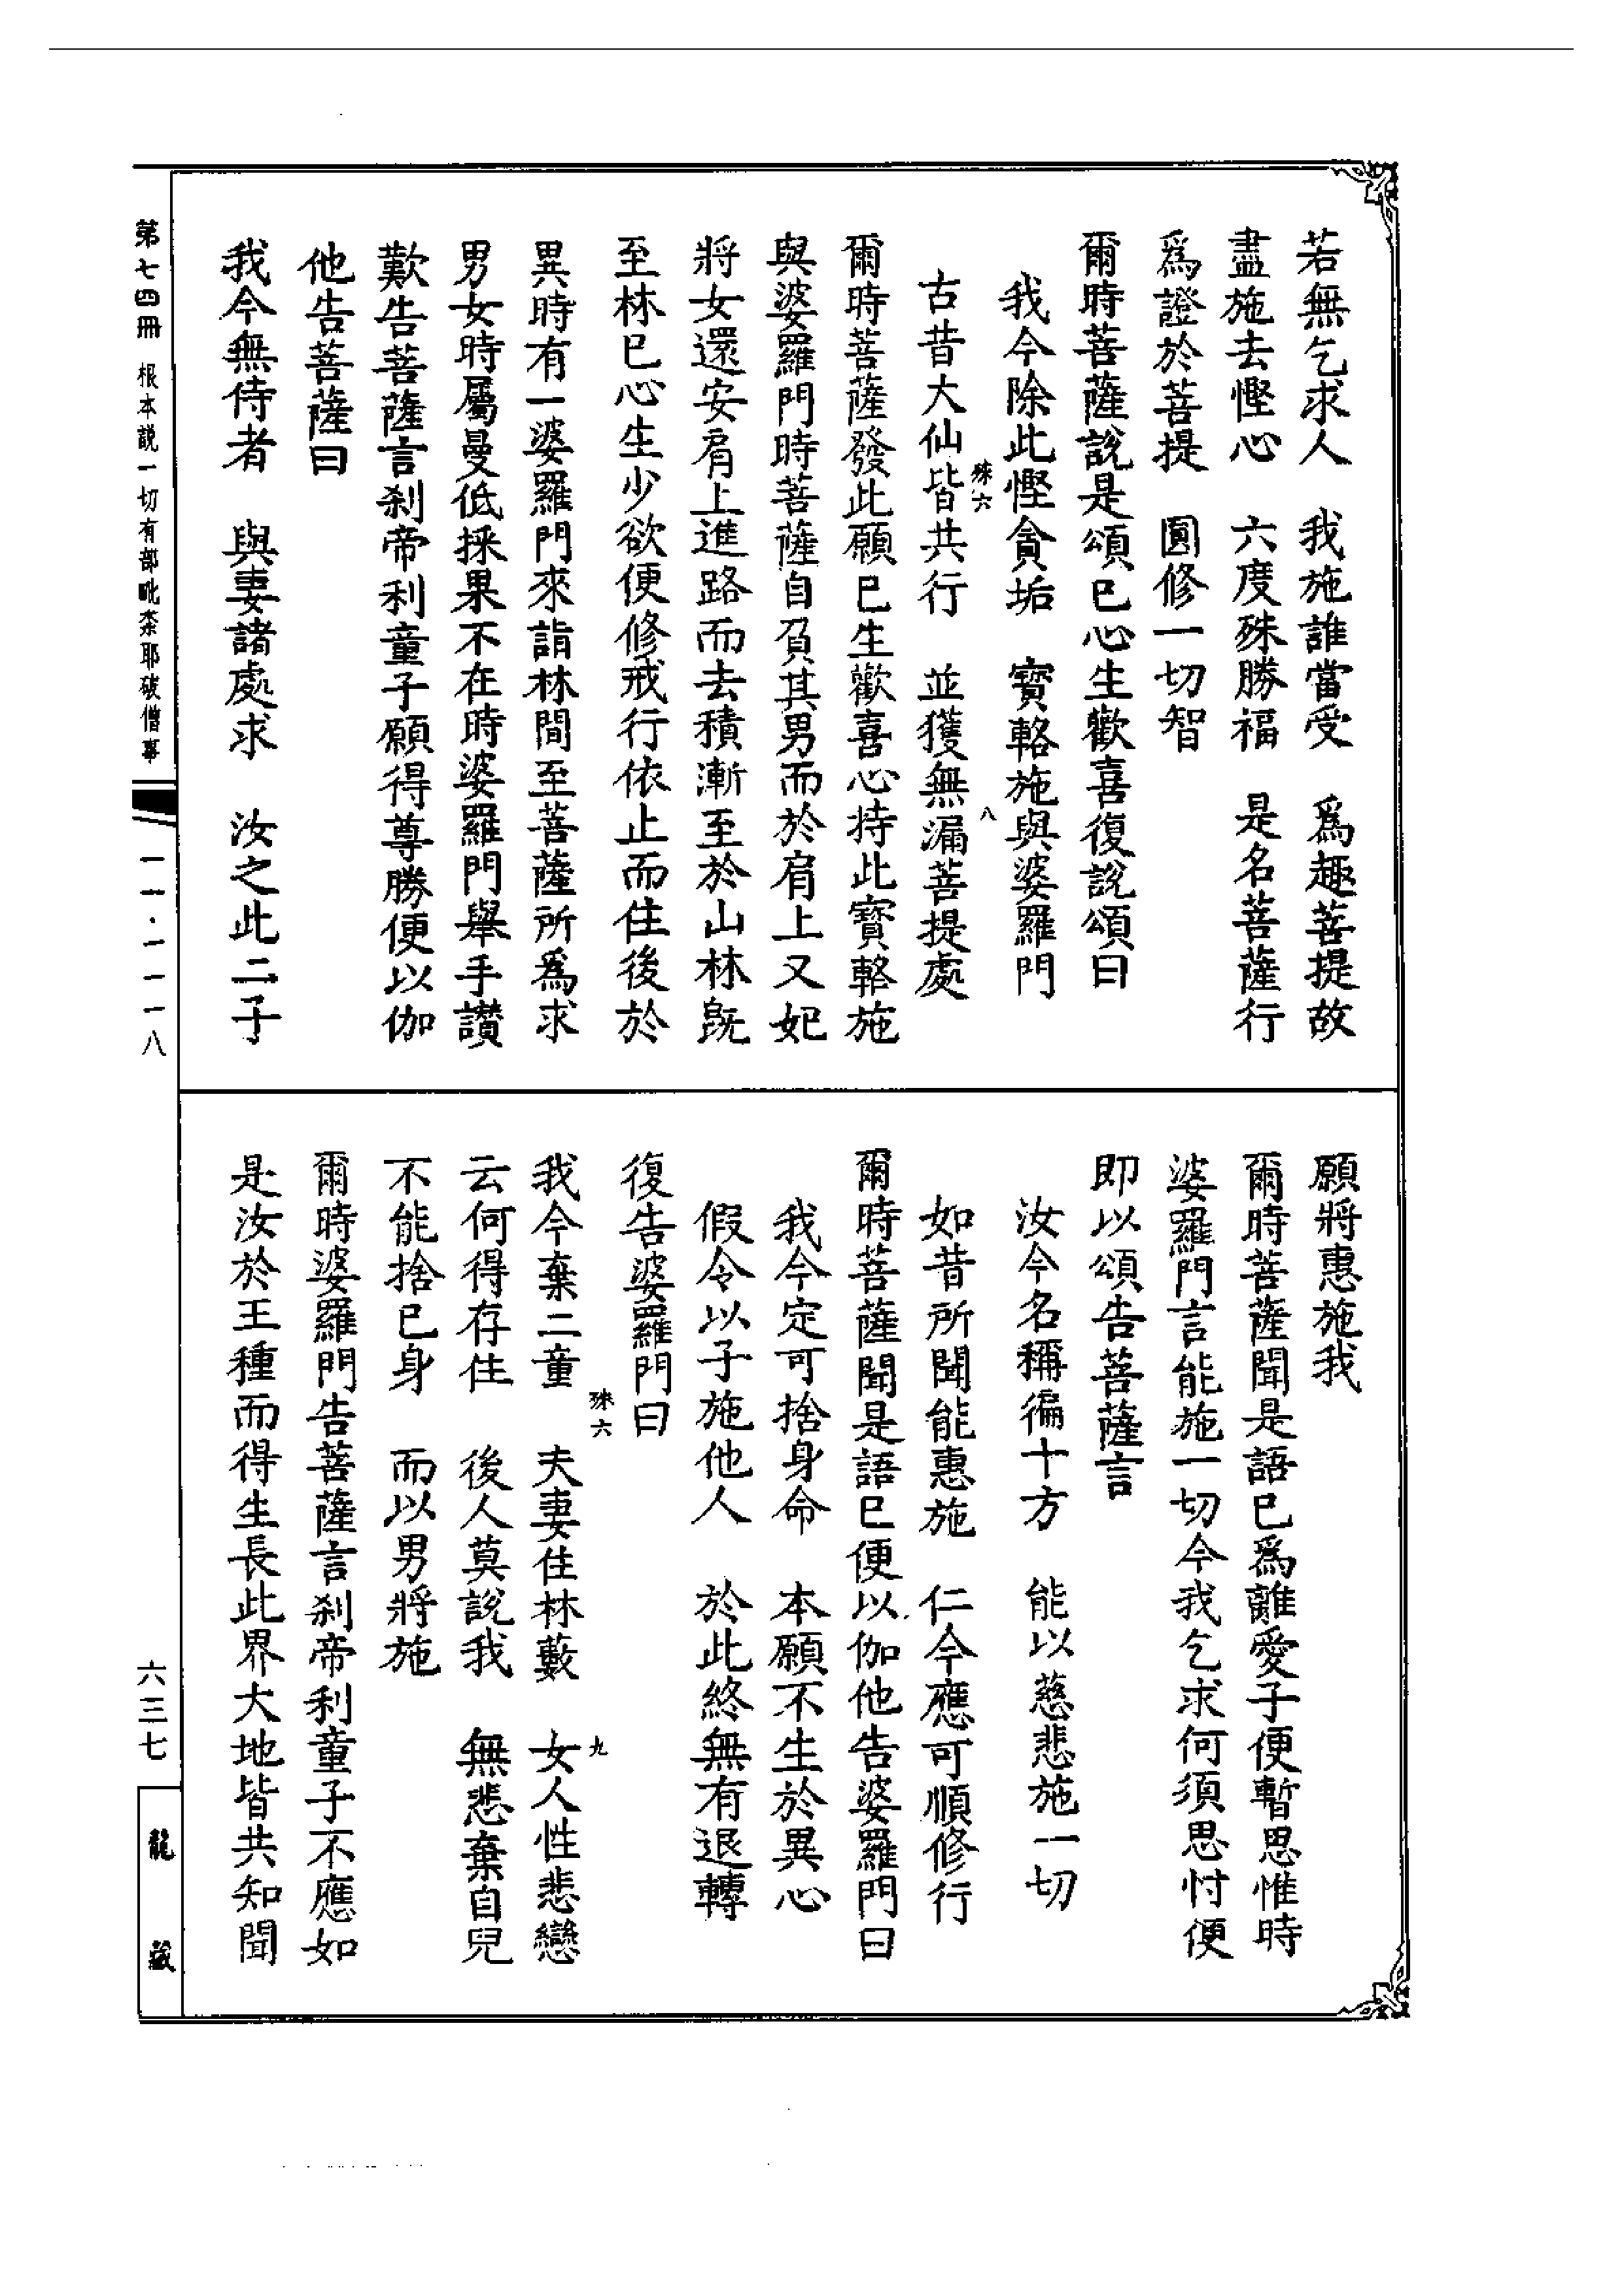 若無乞求人　我施誰當受　爲趣菩提故
盡施去慳心　六度殊勝福　是名菩薩行
爲證於菩提　圓修一切智
爾時菩薩說是頌已心生歡喜復說頌曰
我今除此慳貪垢　寶輅施與婆羅門
古昔大仙皆共行　並獲無漏菩提處
殊六
八
爾時菩薩發此願已生歡喜心持此寶輅施
與婆羅門時菩薩自負其男而於肩上又妃
將女還安肩上進路而去積漸至於山林既
至林已心生少欲便修戒行依止而住後於
異時有一婆羅門來詣林間至菩薩所爲求
男女時屬曼低採果不在時婆羅門舉手讚
歎告菩薩言刹帝利童子願得尊勝便以伽
他告菩薩曰
我今無侍者　與妻諸處求　汝之此二子
願將惠施我
爾時菩薩聞是語已爲離愛子便暫思惟時
婆羅門言能施一切今我乞求何須思忖便
即以頌告菩薩言
汝今名稱徧十方　能以慈悲施一切
如昔所聞能惠施　仁今應可順修行
爾時菩薩聞是語已便以伽他告婆羅門曰
我今定可捨身命　本願不生於異心
假令以子施他人　於此終無有退轉
復告婆羅門曰
我今棄二童　夫妻住林藪　女人性悲戀
殊六
九
云何得存住　後人莫說我　無悲棄自兒
不能捨已身　而以男將施
爾時婆羅門告菩薩言刹帝利童子不應如
是汝於王種而得生長此界大地皆共知聞
第七四冊　根本説一切有部毗柰耶破僧事
一一·一一一八
六三七
龍藏